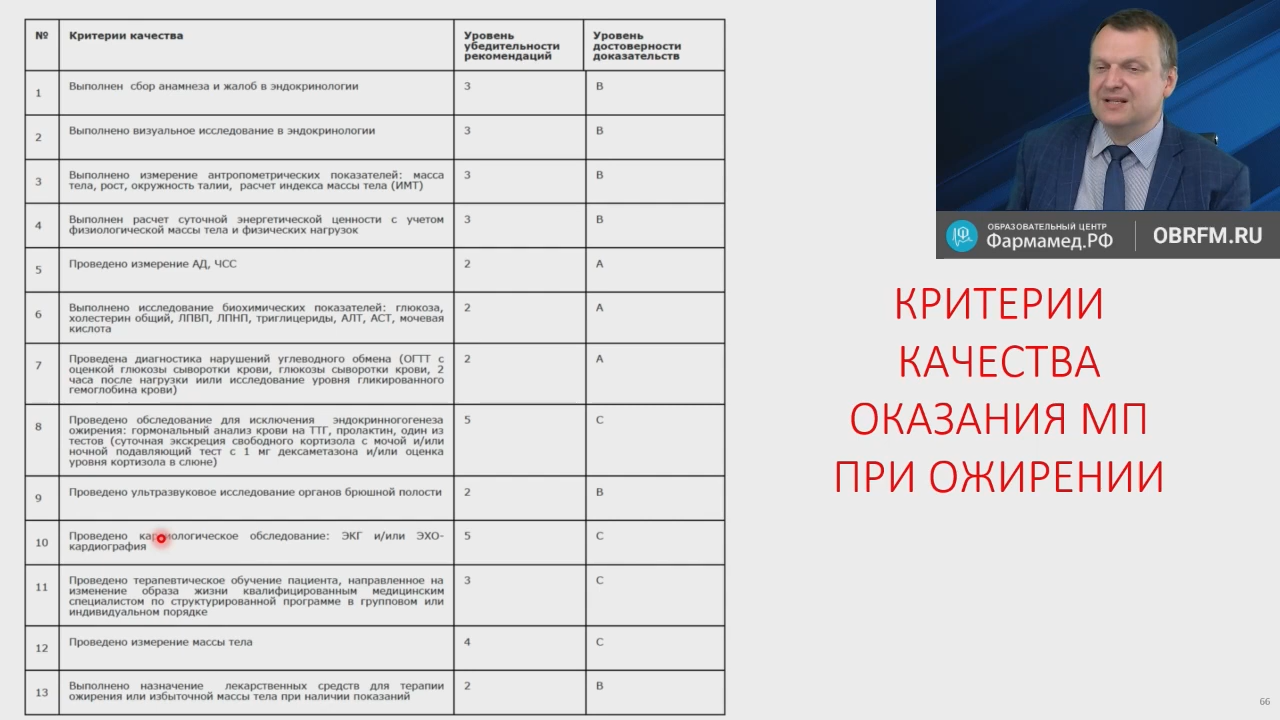 № Критерии качества Уровень Уровень
убедительности достоверности
рекомендаций доказательств
1 Выполнен сбор анамнеза и жалоб в эндокринологии 3 B
2 Выполнено визуальное исследование в эндокринологии 3 B
3 Выполнено измерение антропометрических показателей: масса 3 B
тела, рост, окружность талии, расчет индекса массы тела (ИМТ)
4 Выполнен расчет суточной энергетической ценности с учетом 3 B
физиологической массы тела и физических нагрузок
5 Проведено измерение АД, ЧСС 2 A
6 Выполнено исследование биохимических показателей: глюкоза, 2 A
холестерин общий, ЛПВП, ЛПНП, триглицериды, АЛТ, АСТ, мочевая
кислота
7 Проведена диагностика нарушений углеводного обмена (ОГТТ с 2 A
оценкой глюкозы сыворотки крови, глюкозы сыворотки крови, 2
часа после нагрузки иили исследование уровня гликированного
гемоглобина крови)
8 Проведено обследование для исключения эндокринногогенеза 5 C
ожирения: гормональный анализ крови на ТТГ, пролактин, один из
тестов (суточная экскреция свободного кортизола с мочой и/или
ночной подавляющий тест с 1 мг дексаметазона и/или оценка
уровня кортизола в слюне)
9 Проведено ультразвуковое исследование органов брюшной полости 2 B
10 Проведено кардиологическое обследование: ЭКГ и/или ЭХО- 5 C
кардиография
11 Проведено терапевтическое обучение пациента, направленное на 3 C
изменение образа жизни квалифицированным медицинским
специалистом по структурированной программе в групповом или
индивидуальном порядке
12 Проведено измерение массы тела 4 C
13 Выполнено назначение лекарственных средств для терапии 2 B
ожирения или избыточной массы тела при наличии показаний
ОБРАЗОВАТЕЛЬНЫЙ ЦЕНТР
Фармамед.РФ
OBRFM.RU
КРИТЕРИИ
КАЧЕСТВА
ОКАЗАНИЯ МП
ПРИ ОЖИРЕНИИ
66